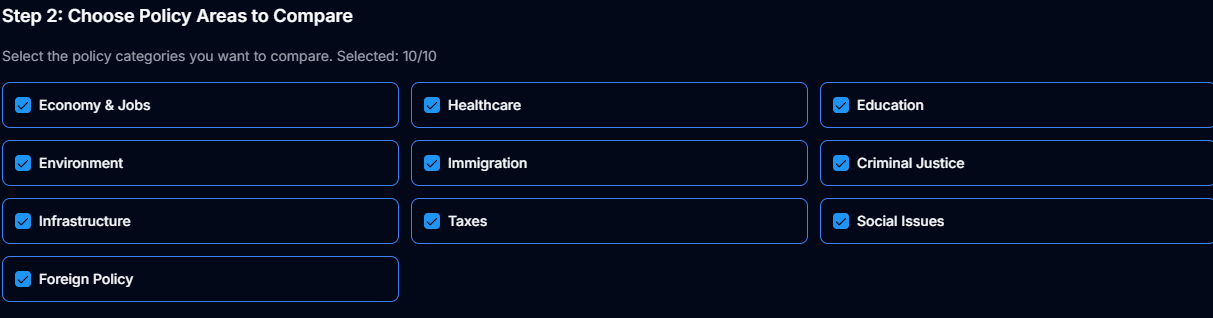 Step 2: Choose Policy Areas to Compare
Select the policy categories you want to compare. Selected: 10/10
Economy & Jobs
Healthcare
Education
Environment
Immigration
Criminal Justice
Infrastructure
Taxes
Social Issues
Foreign Policy